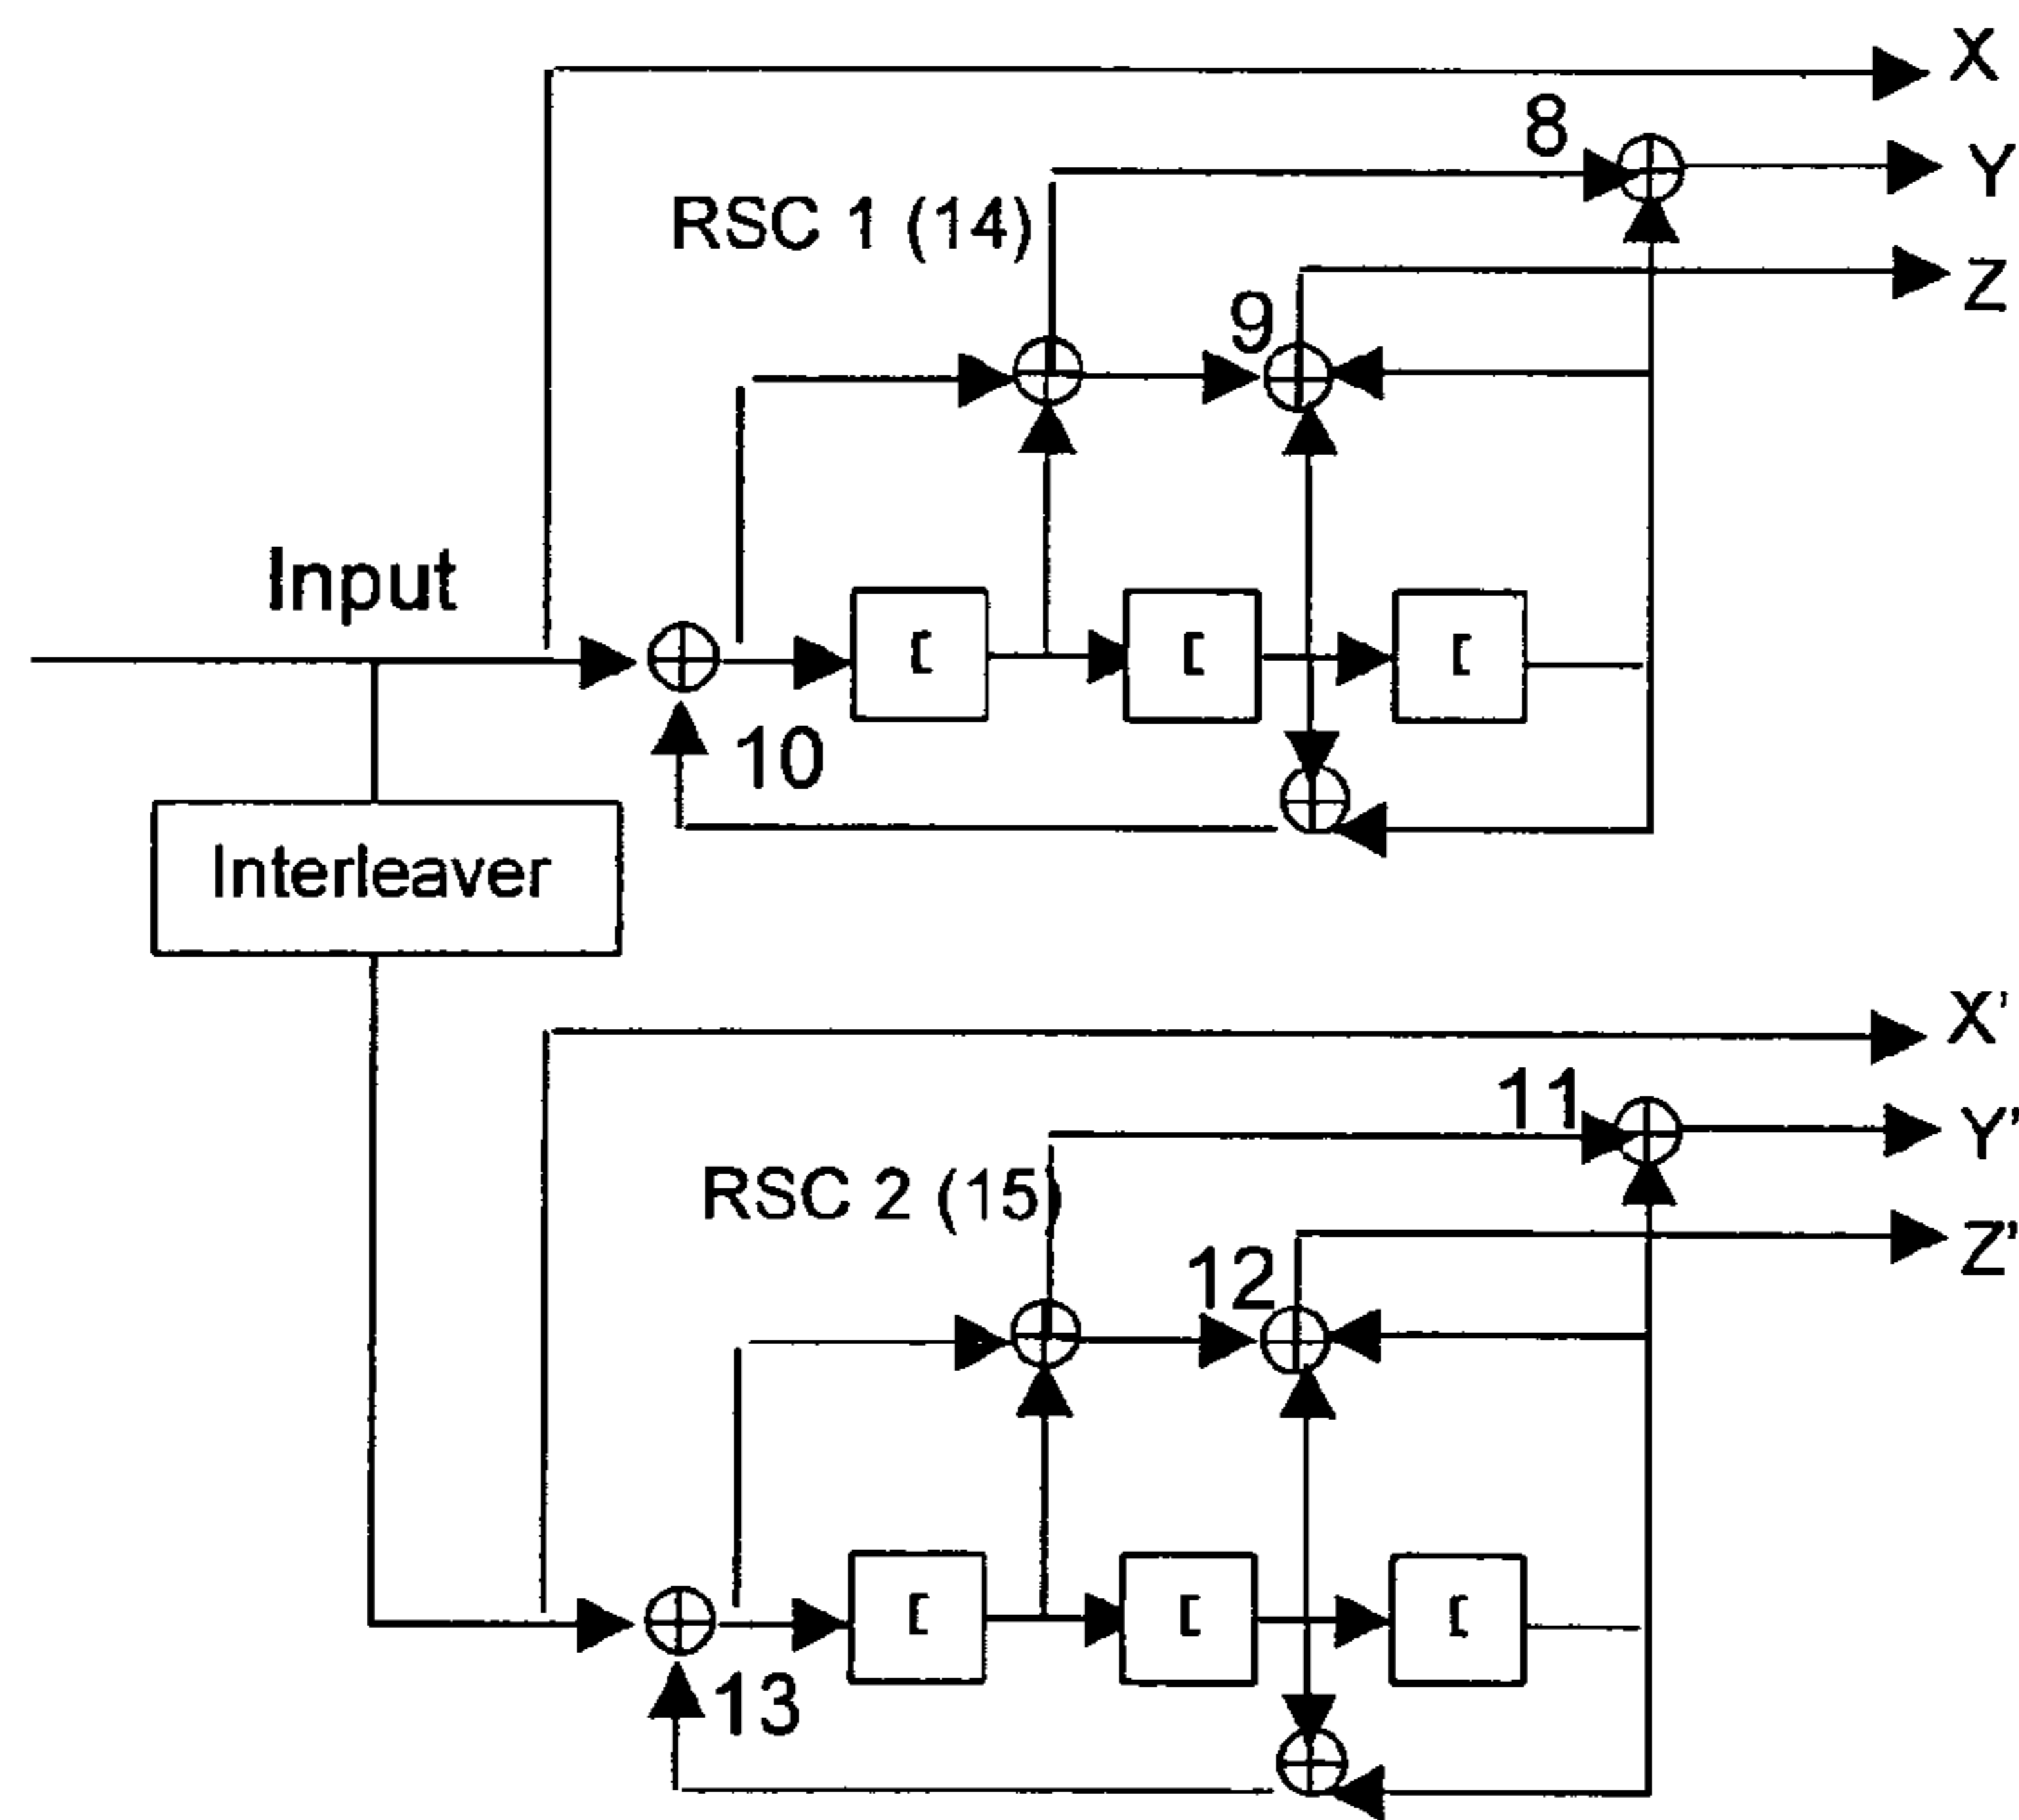 X
8
Y
RSC 1 (14)
Z
9
Input
[ [ [
10
Interleaver
X'
11
Y'
RSC 2 (15)
Z'
12
[ [ [
13